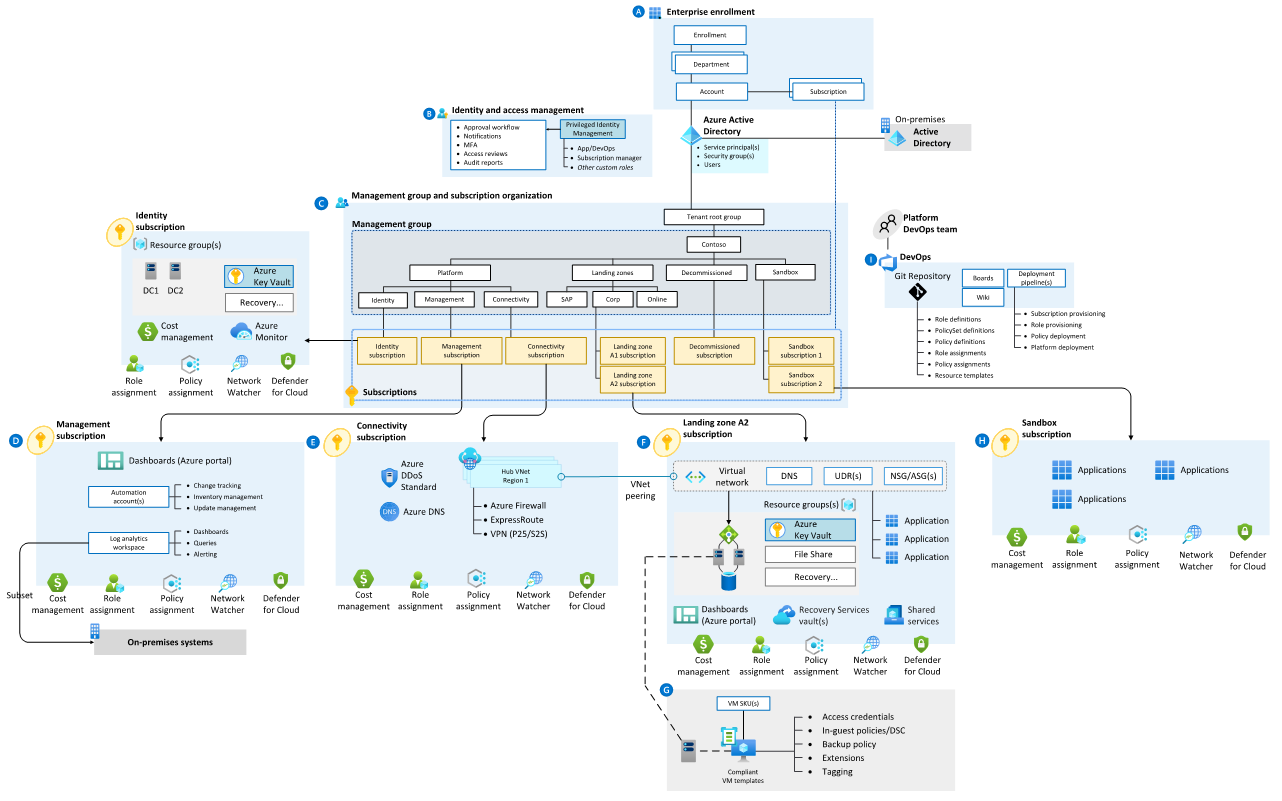 A
Enterprise enrollment
Enrollment
Department
Account
Subscription
B
Identity and access management
• Approval workflow
• Notifications
• MFA
• Access reviews
• Audit reports
Privileged Identity
Management
• App/DevOps
• Subscription manager
• Other custom roles
Azure Active
Directory
• Service principal(s)
• Security group(s)
• Users
On-premises
Active
Directory
C
Management group and subscription organization
Tenant root group
Management group
Contoso
Platform
Landing zones
Decommissioned
Sandbox
Identity
Management
Connectivity
SAP
Corp
Online
Identity
subscription
Management
subscription
Connectivity
subscription
Landing zone
A1 subscription
Landing zone
A2 subscription
Decommissioned
subscription
Sandbox
subscription 1
Sandbox
subscription 2
Subscriptions
Identity
subscription
Resource group(s)
DC1
DC2
Azure
Key Vault
Recovery...
Cost
management
Azure
Monitor
Role
assignment
Policy
assignment
Network
Watcher
Defender
for Cloud
Platform
DevOps team
I
DevOps
Git Repository
Boards
Wiki
Deployment
pipeline(s)
• Role definitions
• PolicySet definitions
• Policy definitions
• Role assignments
• Policy assignments
• Resource templates
• Subscription provisioning
• Role provisioning
• Policy deployment
• Platform deployment
D
Management
subscription
Dashboards (Azure portal)
Automation
account(s)
• Change tracking
• Inventory management
• Update management
Log analytics
workspace
• Dashboards
• Queries
• Alerting
Subset
Cost
management
Role
assignment
Policy
assignment
Network
Watcher
Defender
for Cloud
On-premises systems
E
Connectivity
subscription
Azure
DDoS
Standard
Azure DNS
DNS
Hub VNet
Region 1
• Azure Firewall
• ExpressRoute
• VPN (P2S/S2S)
Cost
management
Role
assignment
Policy
assignment
Network
Watcher
Defender
for Cloud
VNet
peering
F
Landing zone A2
subscription
Virtual
network
DNS
UDR(s)
NSG/ASG(s)
Resource groups(s)
Azure
Key Vault
File Share
Recovery...
Application
Application
Application
Dashboards
(Azure portal)
Recovery Services
vault(s)
Shared
services
Cost
management
Role
assignment
Policy
assignment
Network
Watcher
Defender
for Cloud
G
VM SKU(s)
Compliant
VM templates
• Access credentials
• In-guest policies/DSC
• Backup policy
• Extensions
• Tagging
H
Sandbox
subscription
Applications
Applications
Applications
Cost
management
Role
assignment
Policy
assignment
Network
Watcher
Defender
for Cloud